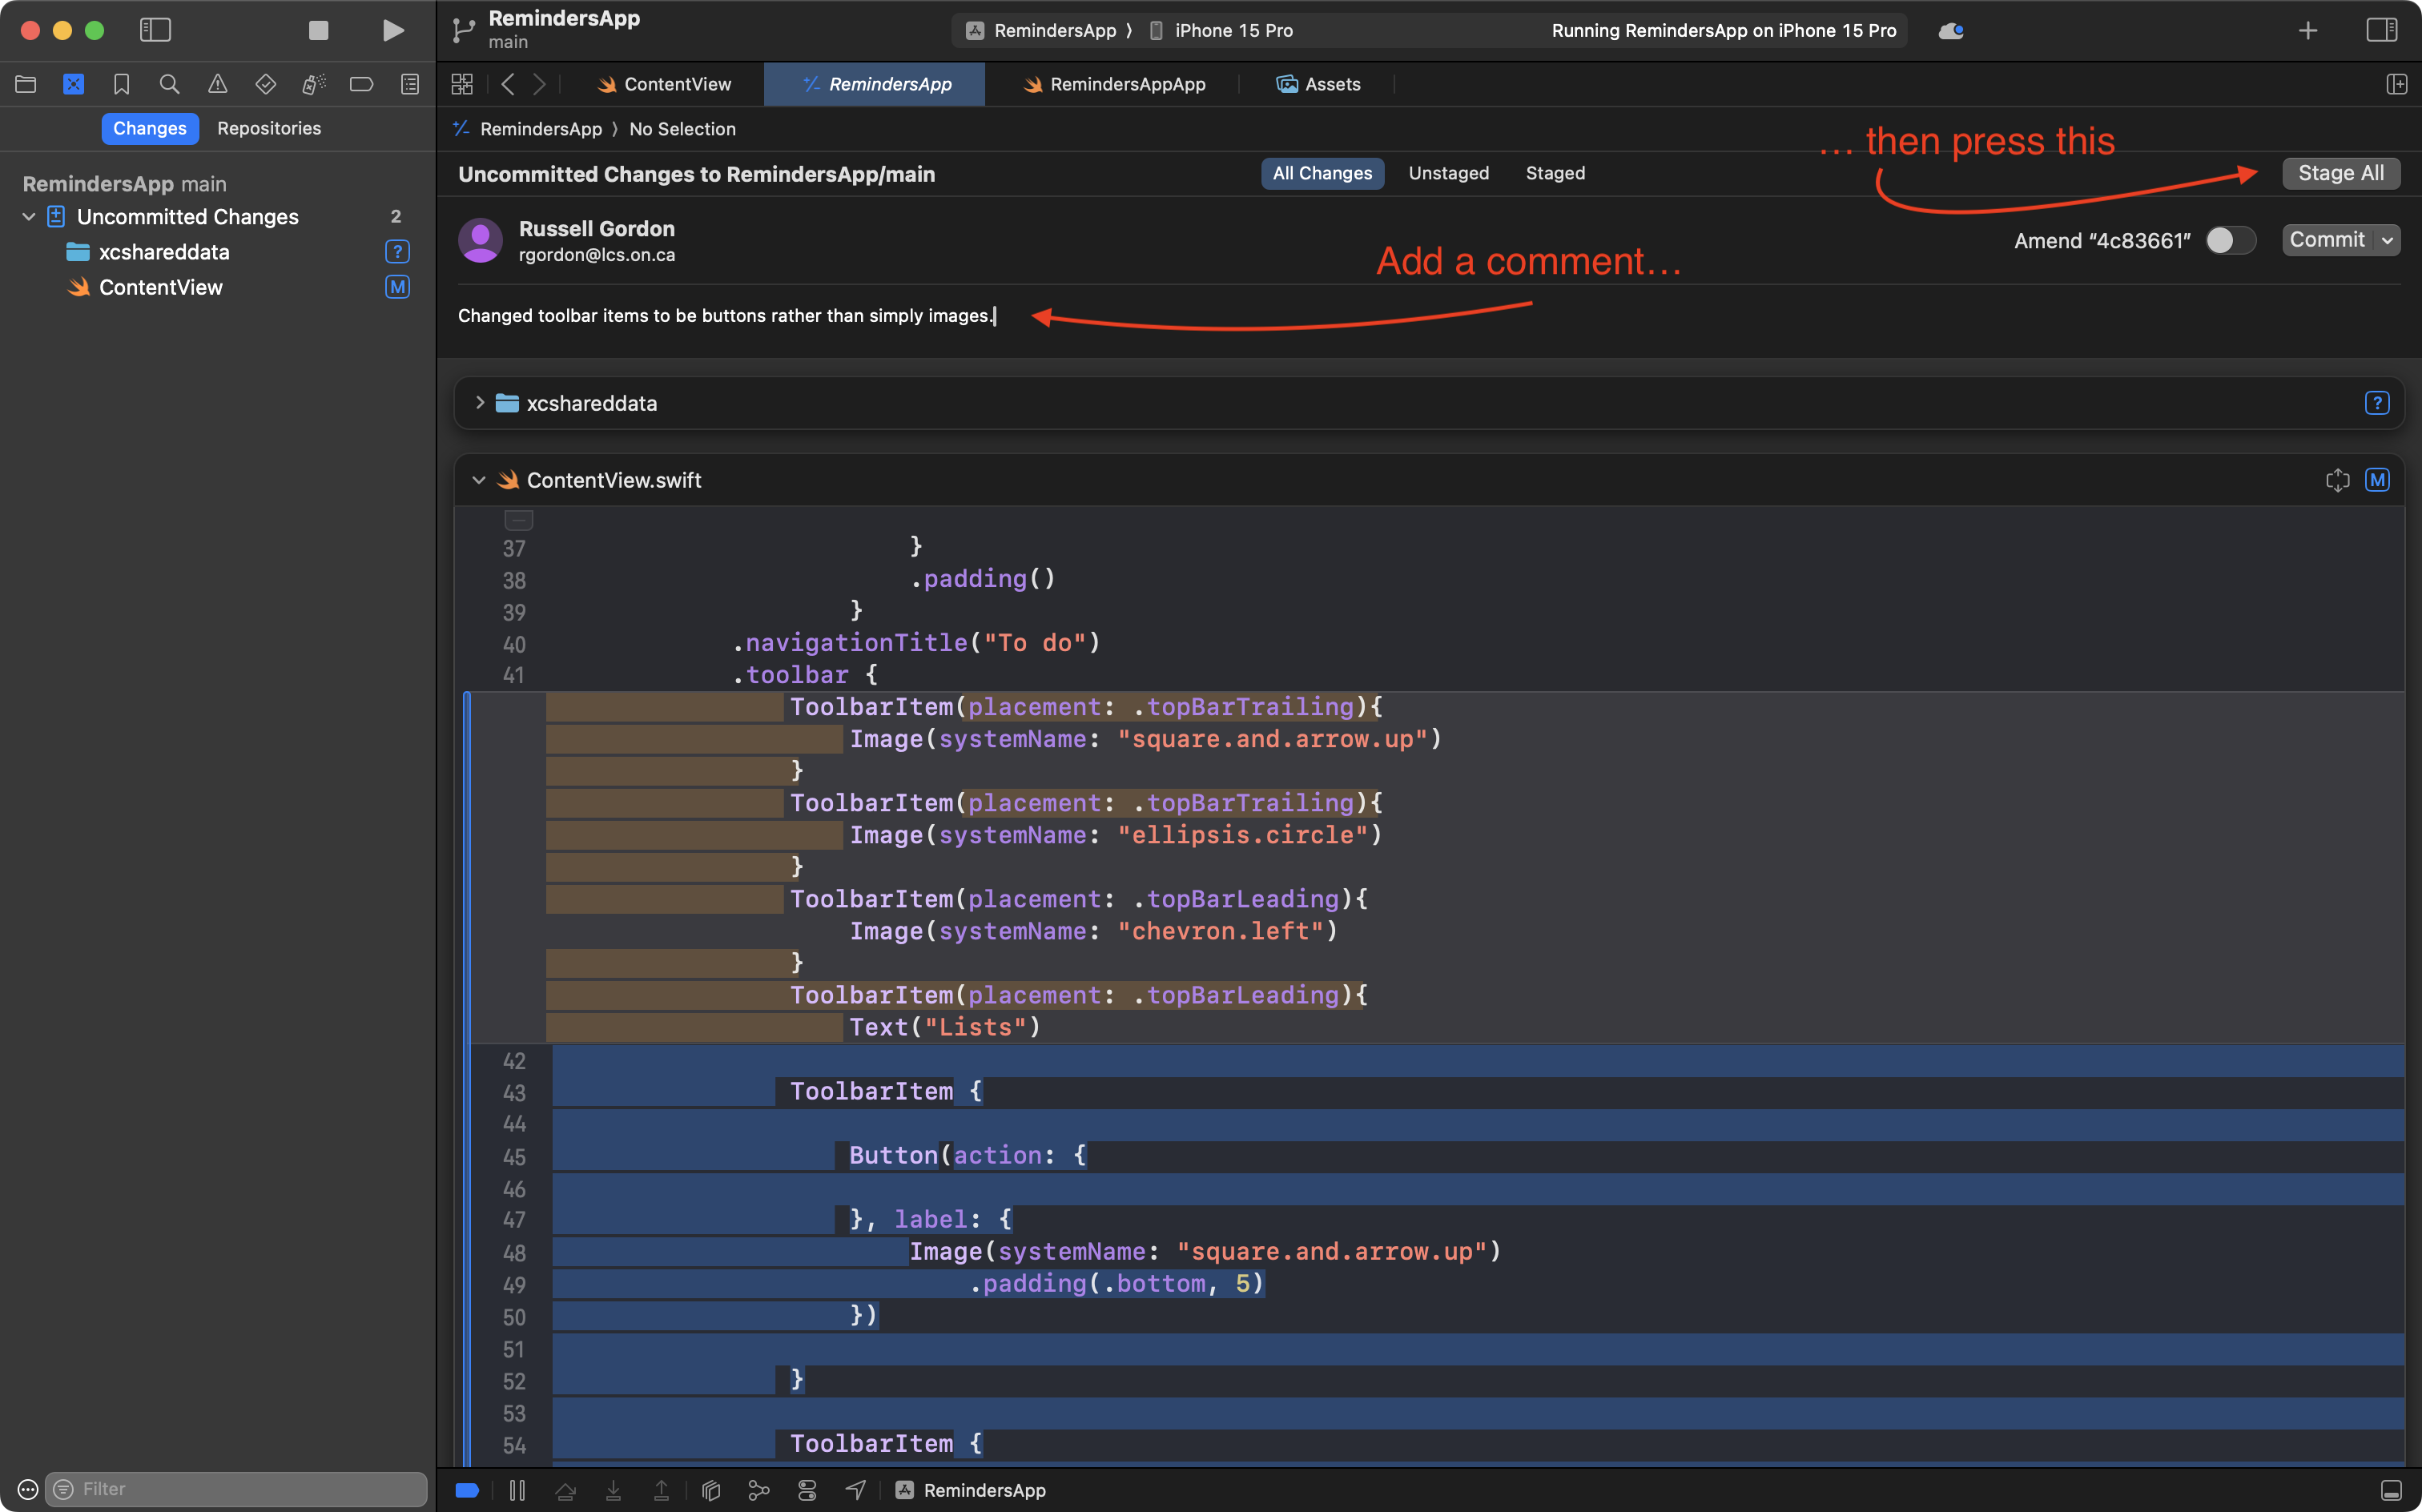 RemindersApp
main
RemindersApp 〉 iPhone 15 Pro
Running RemindersApp on iPhone 15 Pro
ContentView
RemindersApp
RemindersAppApp
Assets
Changes
Repositories
RemindersApp 〉 No Selection
… then press this
Uncommitted Changes to RemindersApp/main
All Changes
Unstaged
Staged
Stage All
RemindersApp main
Uncommitted Changes 2
xcshareddata ?
ContentView M
Russell Gordon
rgordon@lcs.on.ca
Amend “4c83661”
Commit
Add a comment…
Changed toolbar items to be buttons rather than simply images.
xcshareddata ?
ContentView.swift M
37 }
38 .padding()
39 }
40 .navigationTitle("To do")
41 .toolbar {
ToolbarItem(placement: .topBarTrailing){
Image(systemName: "square.and.arrow.up")
}
ToolbarItem(placement: .topBarTrailing){
Image(systemName: "ellipsis.circle")
}
ToolbarItem(placement: .topBarLeading){
Image(systemName: "chevron.left")
}
ToolbarItem(placement: .topBarLeading){
Text("Lists")
42
43 ToolbarItem {
44
45 Button(action: {
46
47 }, label: {
48 Image(systemName: "square.and.arrow.up")
49 .padding(.bottom, 5)
50 })
51
52 }
53
54 ToolbarItem {
Filter
RemindersApp